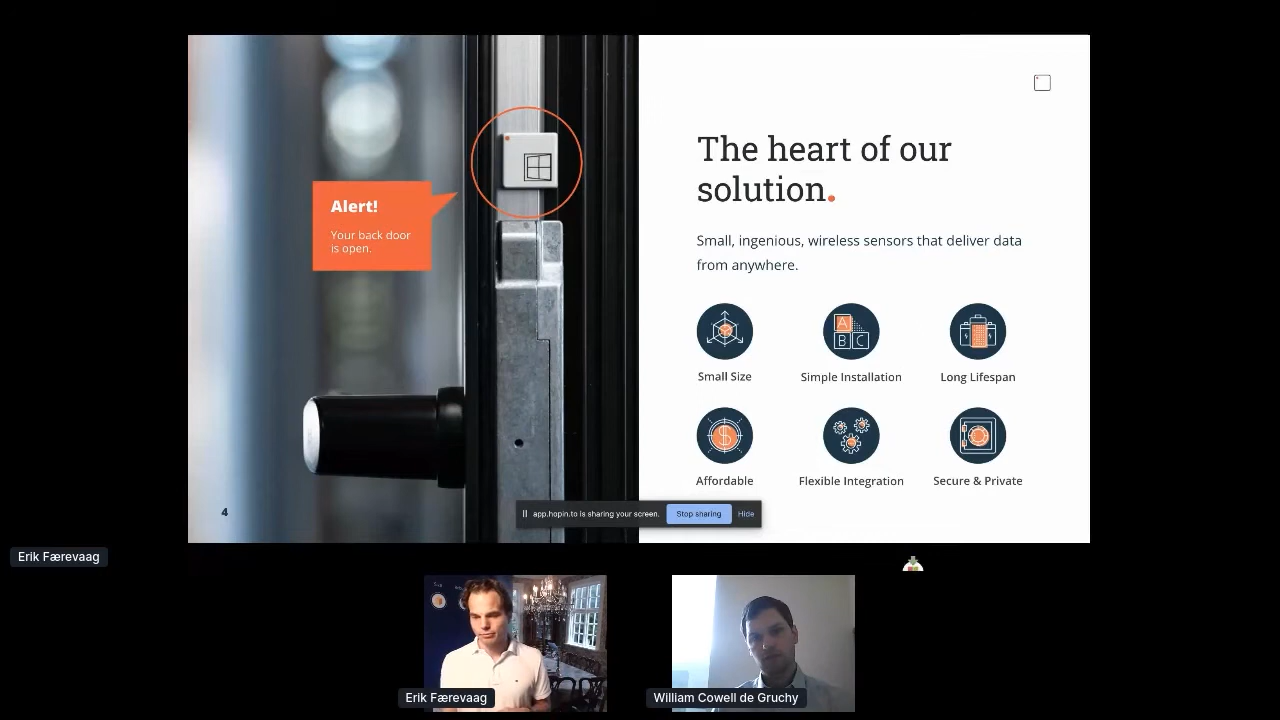 Alert!
Your back door
is open.
4
The heart of our
solution.
Small, ingenious, wireless sensors that deliver data
from anywhere.
A
B C
Small Size
Simple Installation
Long Lifespan
$
Affordable
Flexible Integration
Secure & Private
app.hopin.to is sharing your screen.
Stop sharing
Hide
Erik Færevaag
Erik Færevaag
William Cowell de Gruchy